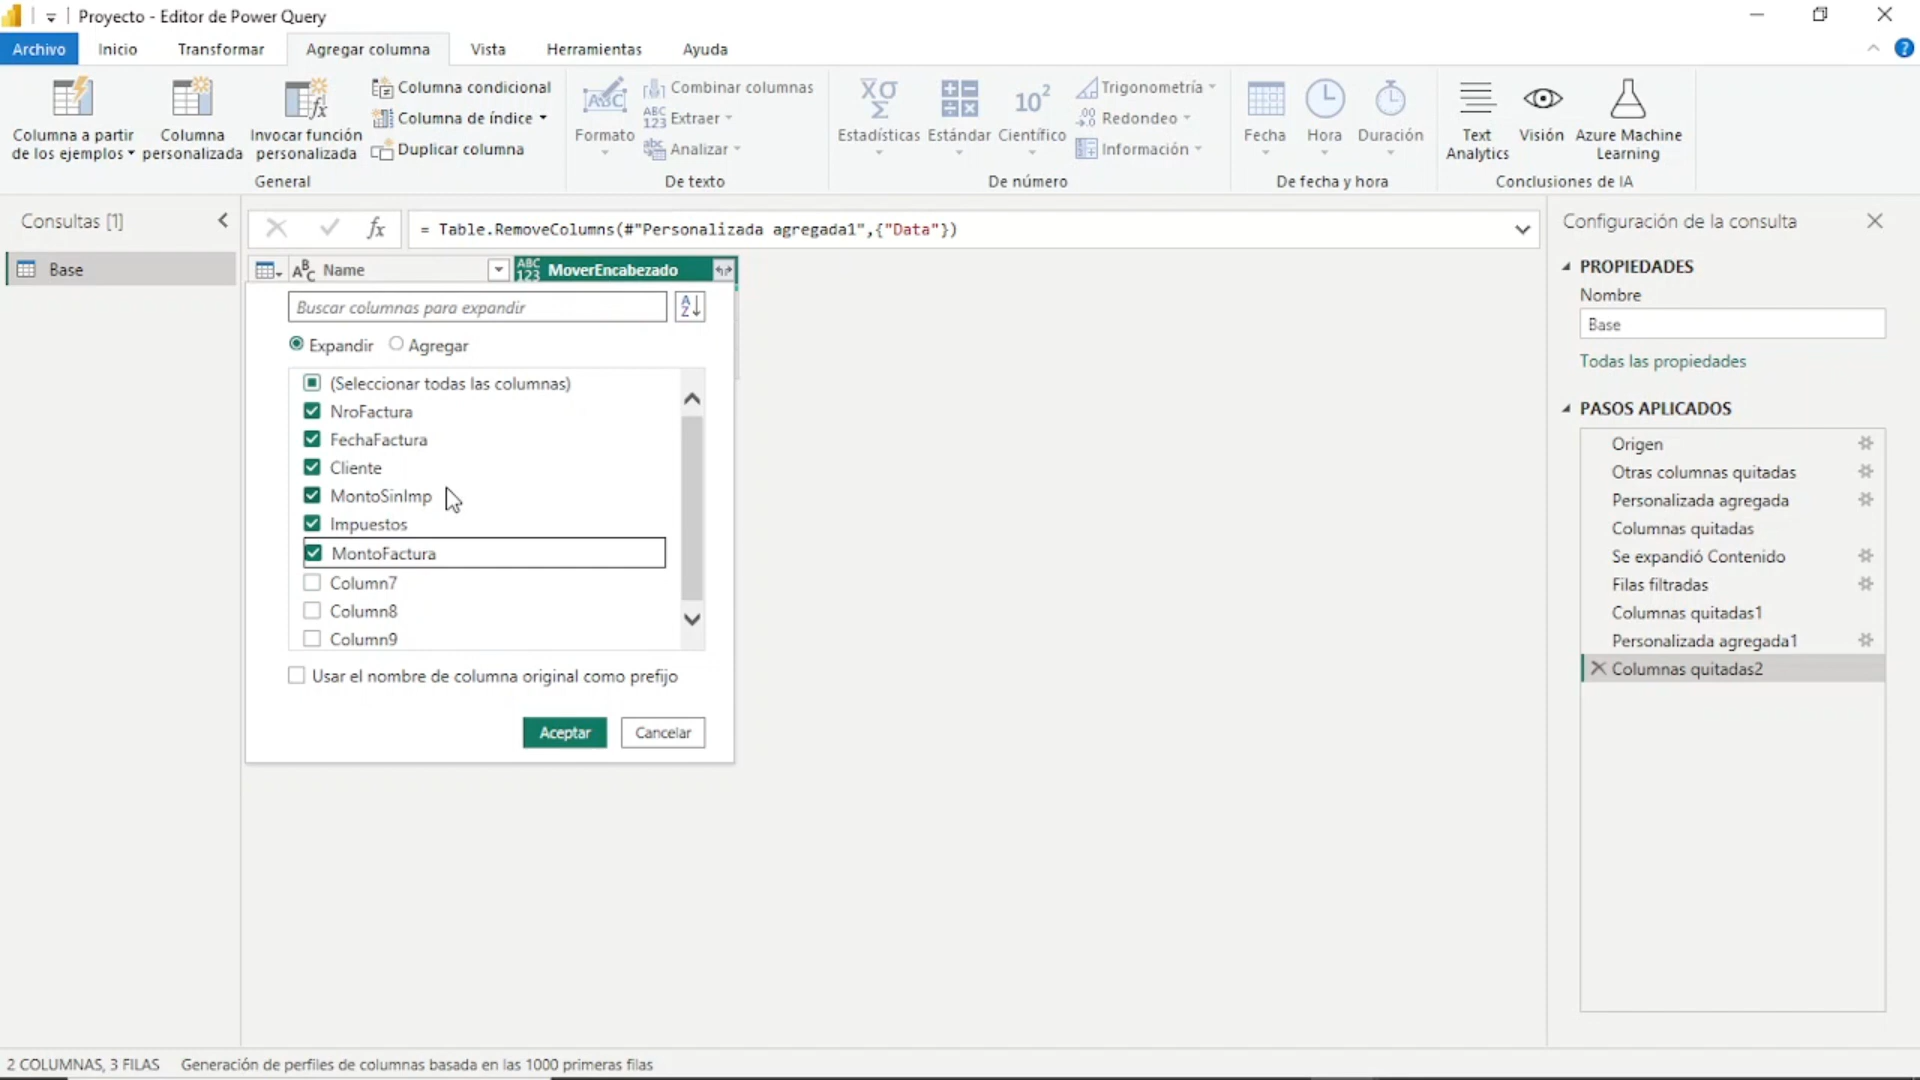 Proyecto - Editor de Power Query
Archivo
Inicio
Transformar
Agregar columna
Vista
Herramientas
Ayuda
Columna a partir
de los ejemplos
Columna
personalizada
Invocar función
personalizada
Columna condicional
Columna de índice
Duplicar columna
General
Formato
Combinar columnas
Extraer
Analizar
De texto
Estadísticas
Estándar
Científico
Trigonometría
Redondeo
Información
De número
Fecha
Hora
Duración
De fecha y hora
Text
Analytics
Visión
Azure Machine
Learning
Conclusiones de IA
Consultas [1]
Base
= Table.RemoveColumns(#"Personalizada agregada1",{"Data"})
Name
MoverEncabezado
Buscar columnas para expandir
Expandir
Agregar
(Seleccionar todas las columnas)
NroFactura
FechaFactura
Cliente
MontoSinImp
Impuestos
MontoFactura
Column7
Column8
Column9
Usar el nombre de columna original como prefijo
Aceptar
Cancelar
Configuración de la consulta
PROPIEDADES
Nombre
Base
Todas las propiedades
PASOS APLICADOS
Origen
Otras columnas quitadas
Personalizada agregada
Columnas quitadas
Se expandió Contenido
Filas filtradas
Columnas quitadas1
Personalizada agregada1
Columnas quitadas2
2 COLUMNAS, 3 FILAS
Generación de perfiles de columnas basada en las 1000 primeras filas